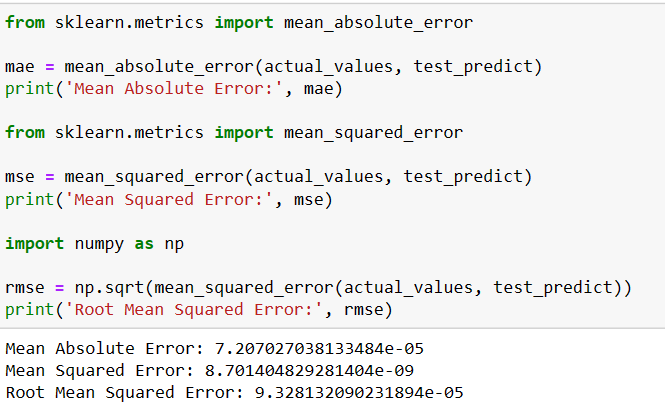 from sklearn.metrics import mean_absolute_error
mae = mean_absolute_error(actual_values, test_predict)
print('Mean Absolute Error:', mae)
from sklearn.metrics import mean_squared_error
mse = mean_squared_error(actual_values, test_predict)
print('Mean Squared Error:', mse)
import numpy as np
rmse = np.sqrt(mean_squared_error(actual_values, test_predict))
print('Root Mean Squared Error:', rmse)
Mean Absolute Error: 7.207027038133484e-05
Mean Squared Error: 8.701404829281404e-09
Root Mean Squared Error: 9.328132090231894e-05